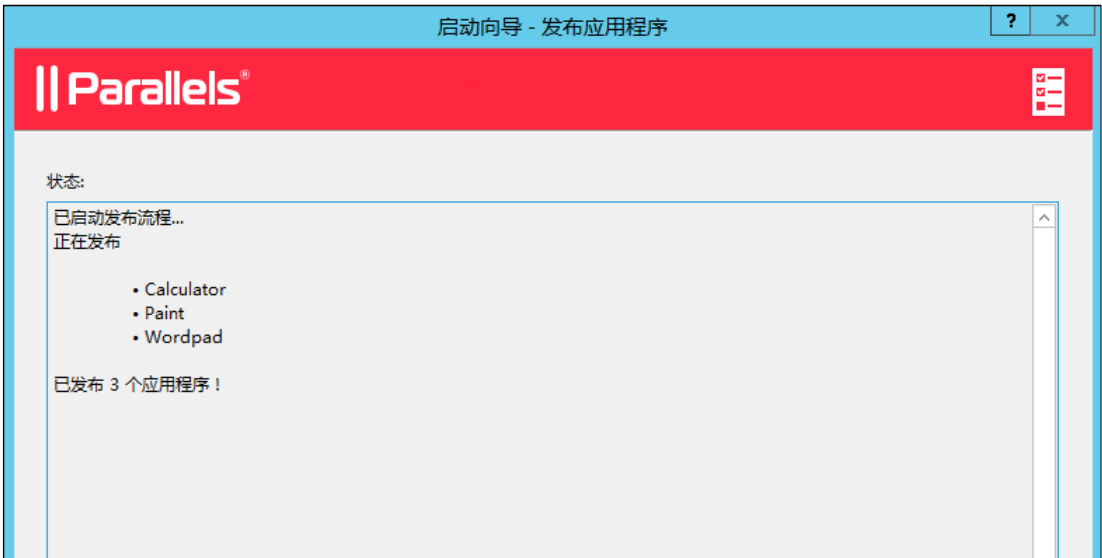 启动向导 - 发布应用程序
? x
Parallels®
状态:
已启动发布流程...
正在发布
• Calculator
• Paint
• Wordpad
已发布 3 个应用程序！